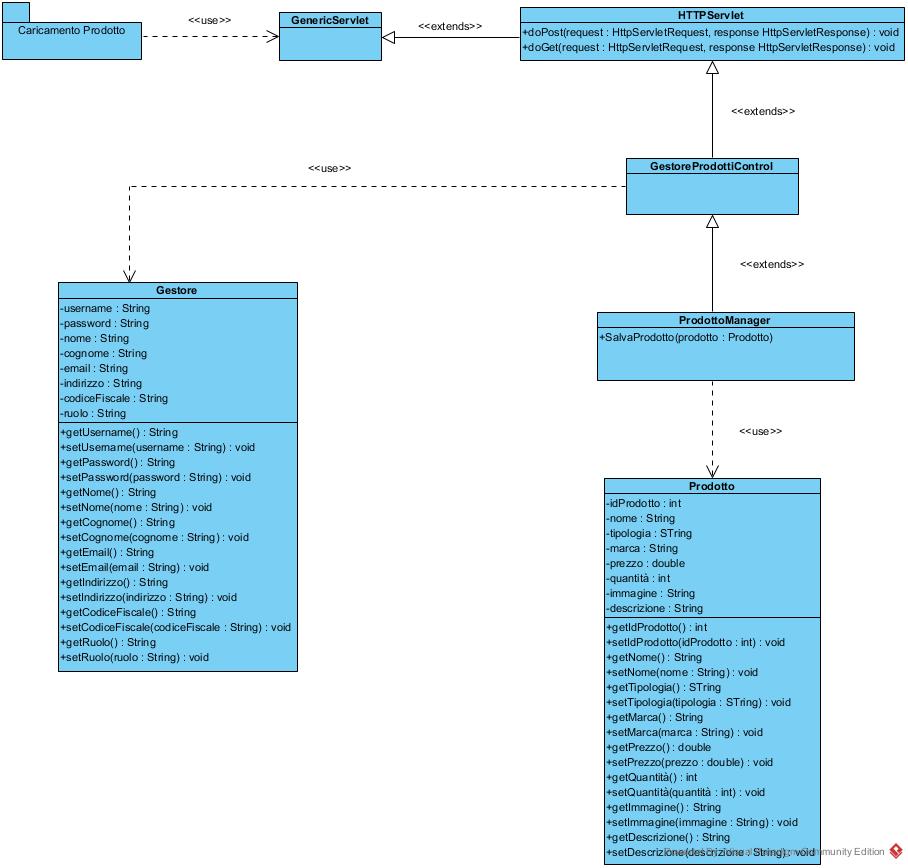 Caricamento Prodotto
<<use>>
GenericServlet
<<extends>>
HTTPServlet
+doPost(request : HttpServletRequest, response HttpServletResponse) : void
+doGet(request : HttpServletRequest, response HttpServletResponse) : void
<<extends>>
<<use>>
GestoreProdottiControl
<<extends>>
Gestore
-username : String
-password : String
-nome : String
-cognome : String
-email : String
-indirizzo : String
-codiceFiscale : String
-ruolo : String
+getUsername() : String
+setUsername(username : String) : void
+getPassword() : String
+setPassword(password : String) : void
+getNome() : String
+setNome(nome : String) : void
+getCognome() : String
+setCognome(cognome : String) : void
+getEmail() : String
+setEmail(email : String) : void
+getIndirizzo() : String
+setIndirizzo(indirizzo : String) : void
+getCodiceFiscale() : String
+setCodiceFiscale(codiceFiscale : String) : void
+getRuolo() : String
+setRuolo(ruolo : String) : void
ProdottoManager
+SalvaProdotto(prodotto : Prodotto)
<<use>>
Prodotto
-idProdotto : int
-nome : String
-tipologia : STring
-marca : String
-prezzo : double
-quantità : int
-immagine : String
-descrizione : String
+getIdProdotto() : int
+setIdProdotto(idProdotto : int) : void
+getNome() : String
+setNome(nome : String) : void
+getTipologia() : STring
+setTipologia(tipologia : STring) : void
+getMarca() : String
+setMarca(marca : String) : void
+getPrezzo() : double
+setPrezzo(prezzo : double) : void
+getQuantità() : int
+setQuantità(quantità : int) : void
+getImmagine() : String
+setImmagine(immagine : String) : void
+getDescrizione() : String
+setDescrizione(descrizione : String) : void
Community Edition